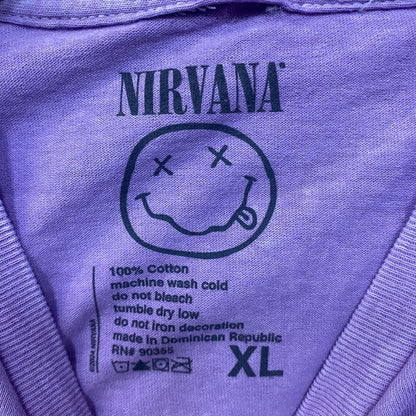 NIRVANA®
100% Cotton
machine wash cold
do not bleach
tumble dry low
do not iron decoration
made in Dominican Republic
RN# 90355
XL